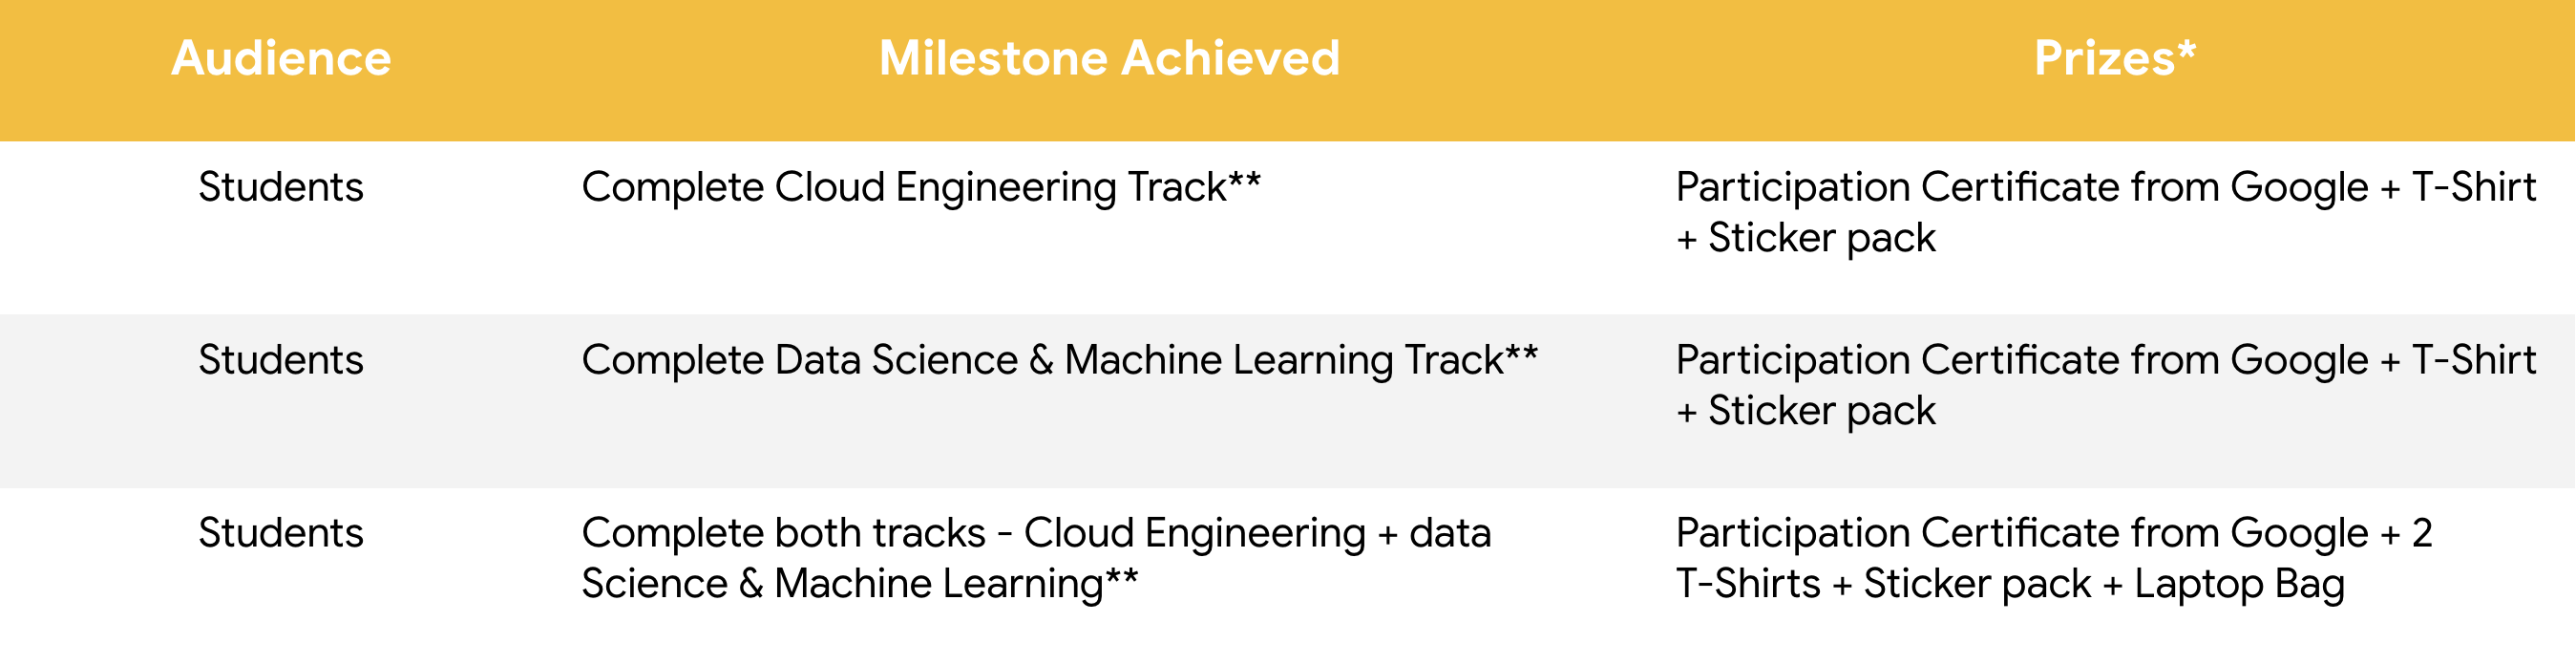 Audience Milestone Achieved Prizes*
Students Complete Cloud Engineering Track** Participation Certificate from Google + T-Shirt
+ Sticker pack
Students Complete Data Science & Machine Learning Track** Participation Certificate from Google + T-Shirt
+ Sticker pack
Students Complete both tracks - Cloud Engineering + data Participation Certificate from Google + 2
Science & Machine Learning** T-Shirts + Sticker pack + Laptop Bag